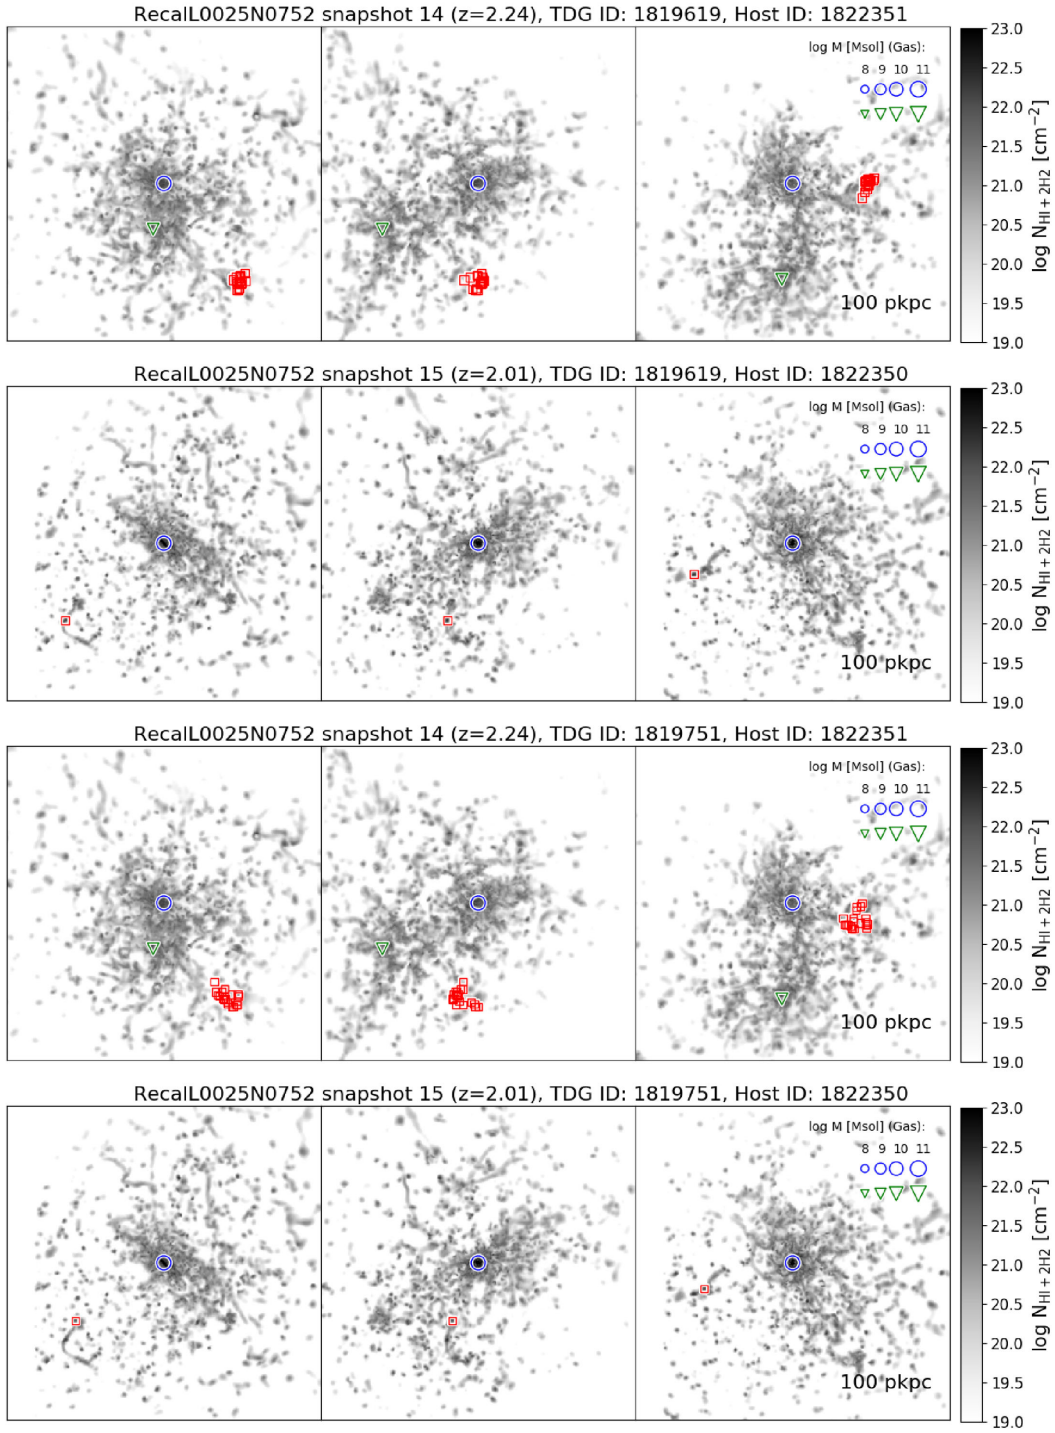 RecalL0025N0752 snapshot 14 (z=2.24), TDG ID: 1819619, Host ID: 1822351
log M [Msol] (Gas):
8 9 10 11
100 pkpc
23.0
22.5
22.0
21.5
21.0
20.5
20.0
19.5
19.0
log N_HI+2H2 [cm^-2]
RecalL0025N0752 snapshot 15 (z=2.01), TDG ID: 1819619, Host ID: 1822350
log M [Msol] (Gas):
8 9 10 11
100 pkpc
23.0
22.5
22.0
21.5
21.0
20.5
20.0
19.5
19.0
log N_HI+2H2 [cm^-2]
RecalL0025N0752 snapshot 14 (z=2.24), TDG ID: 1819751, Host ID: 1822351
log M [Msol] (Gas):
8 9 10 11
100 pkpc
23.0
22.5
22.0
21.5
21.0
20.5
20.0
19.5
19.0
log N_HI+2H2 [cm^-2]
RecalL0025N0752 snapshot 15 (z=2.01), TDG ID: 1819751, Host ID: 1822350
log M [Msol] (Gas):
8 9 10 11
100 pkpc
23.0
22.5
22.0
21.5
21.0
20.5
20.0
19.5
19.0
log N_HI+2H2 [cm^-2]